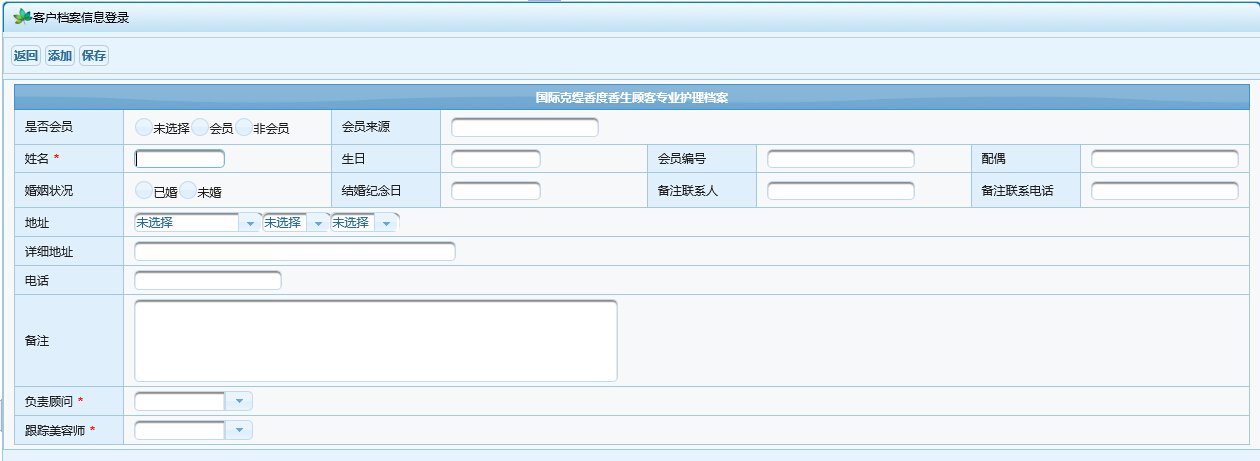 客户档案信息登录
返回 添加 保存
国际克缇香度香生顾客专业护理档案
是否会员 未选择 会员 非会员 会员来源
姓名 * 生日 会员编号 配偶
婚姻状况 已婚 未婚 结婚纪念日 备注联系人 备注联系电话
地址 未选择 未选择 未选择
详细地址
电话
备注
负责顾问 *
跟踪美容师 *